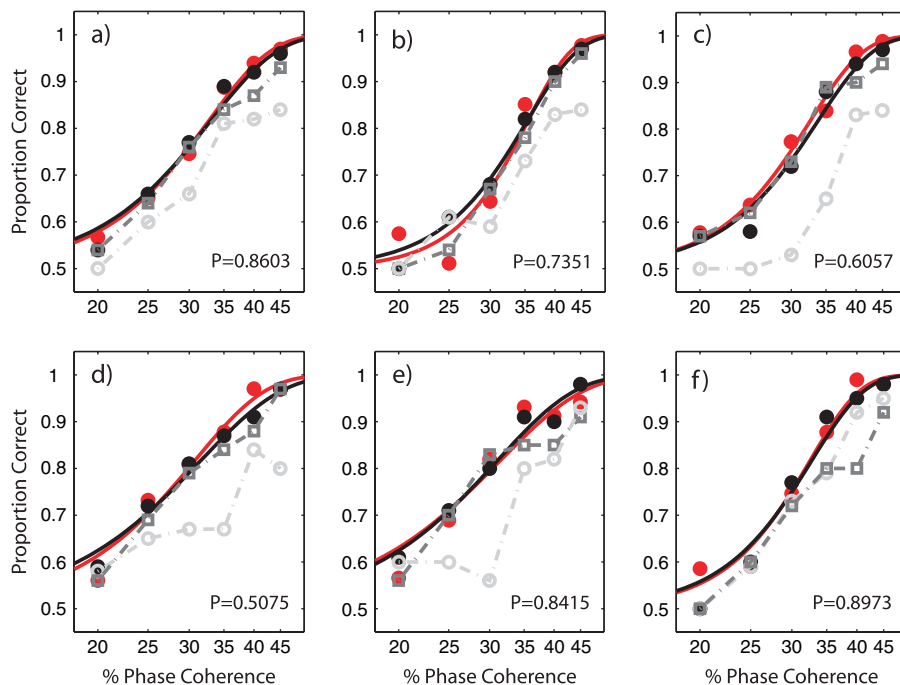 a)
b)
c)
Proportion Correct
1
0.9
0.8
0.7
0.6
0.5
P=0.8603
20 25 30 35 40 45
1
0.9
0.8
0.7
0.6
0.5
P=0.7351
20 25 30 35 40 45
1
0.9
0.8
0.7
0.6
0.5
P=0.6057
20 25 30 35 40 45
d)
e)
f)
Proportion Correct
1
0.9
0.8
0.7
0.6
0.5
P=0.5075
20 25 30 35 40 45
% Phase Coherence
1
0.9
0.8
0.7
0.6
0.5
P=0.8415
20 25 30 35 40 45
% Phase Coherence
1
0.9
0.8
0.7
0.6
0.5
P=0.8973
20 25 30 35 40 45
% Phase Coherence